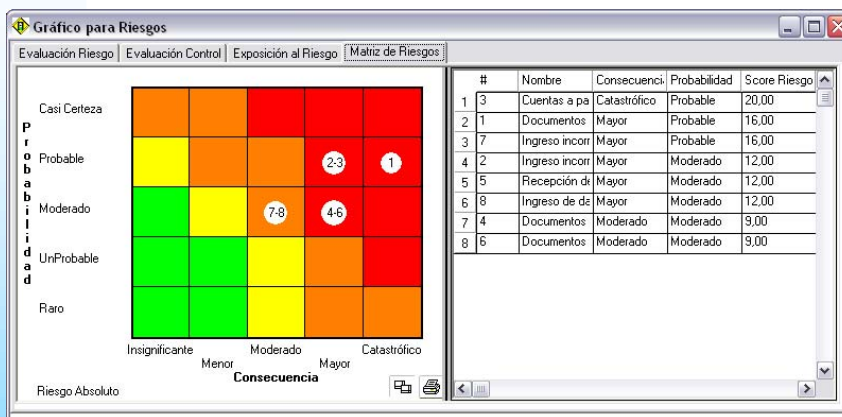 Gráfico para Riesgos
Evaluación Riesgo Evaluación Control Exposición al Riesgo Matriz de Riesgos
Probabilidad
Casi Certeza
Probable
2-3 1
Moderado
7-8 4-6
UnProbable
Raro
Insignificante Menor Moderado Mayor Catastrófico
Consecuencia
Riesgo Absoluto
# Nombre Consecuenci. Probabilidad Score Riesgo
1 3 Cuentas a pa Catastrófico Probable 20,00
2 1 Documentos Mayor Probable 16,00
3 7 Ingreso incorr Mayor Probable 16,00
4 2 Ingreso incorr Mayor Moderado 12,00
5 5 Recepción de Mayor Moderado 12,00
6 8 Ingreso de da Mayor Moderado 12,00
7 4 Documentos Moderado Moderado 9,00
8 6 Documentos Moderado Moderado 9,00